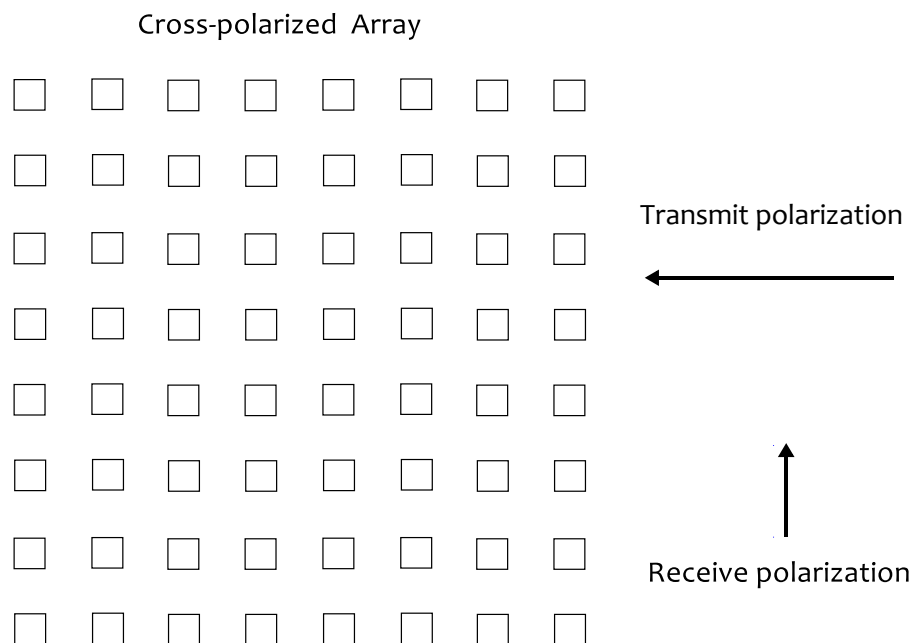 Cross-polarized Array
Transmit polarization
Receive polarization